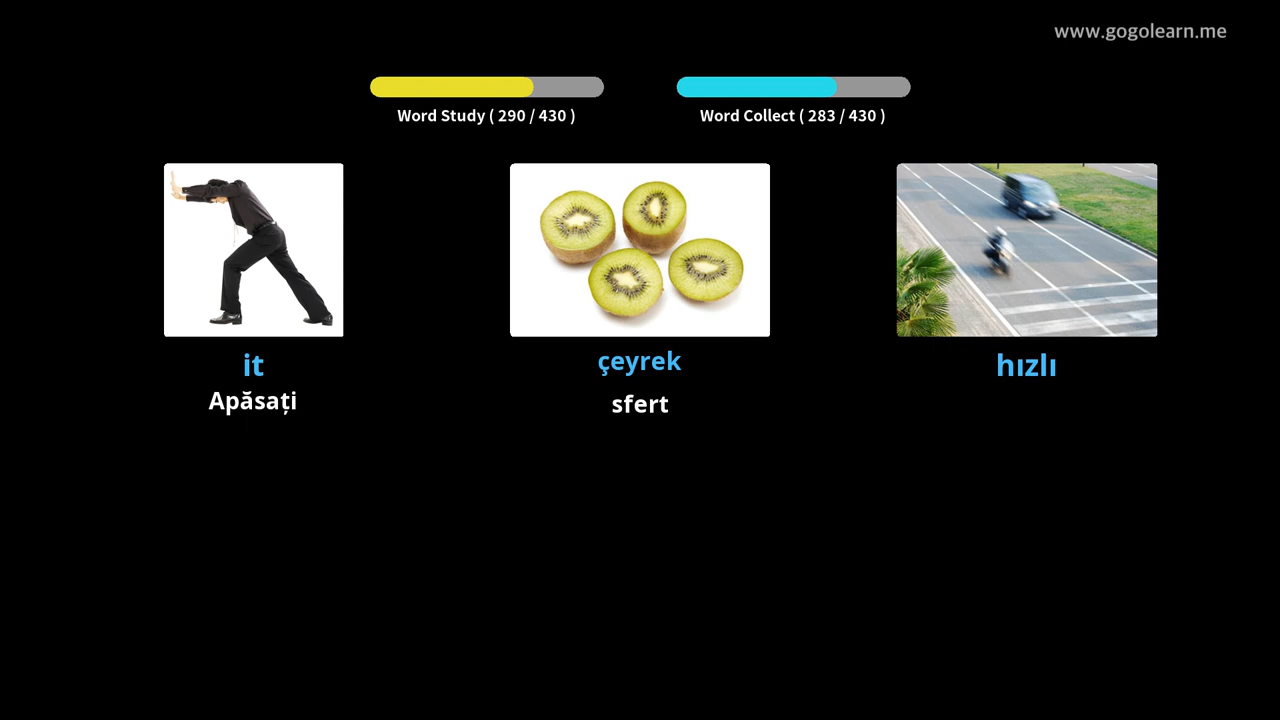 www.gogolearn.me
Word Study ( 290 / 430 )
Word Collect ( 283 / 430 )
it
çeyrek
hızlı
Apăsați
sfert